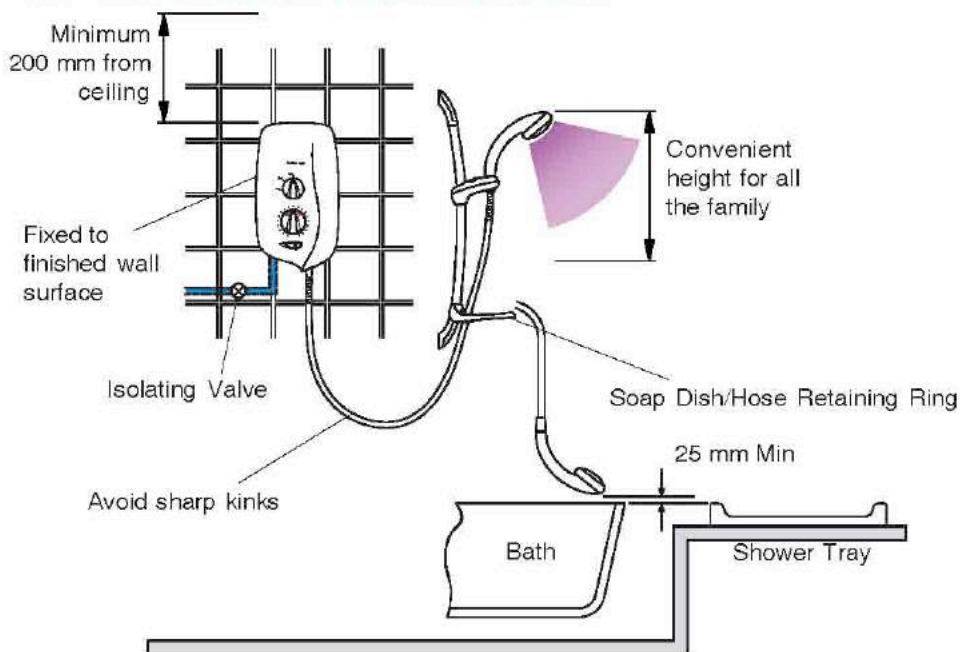 Minimum
200 mm from
ceiling
Convenient
height for all
the family
Fixed to
finished wall
surface
Isolating Valve
Soap Dish/Hose Retaining Ring
25 mm Min
Avoid sharp kinks
Bath
Shower Tray